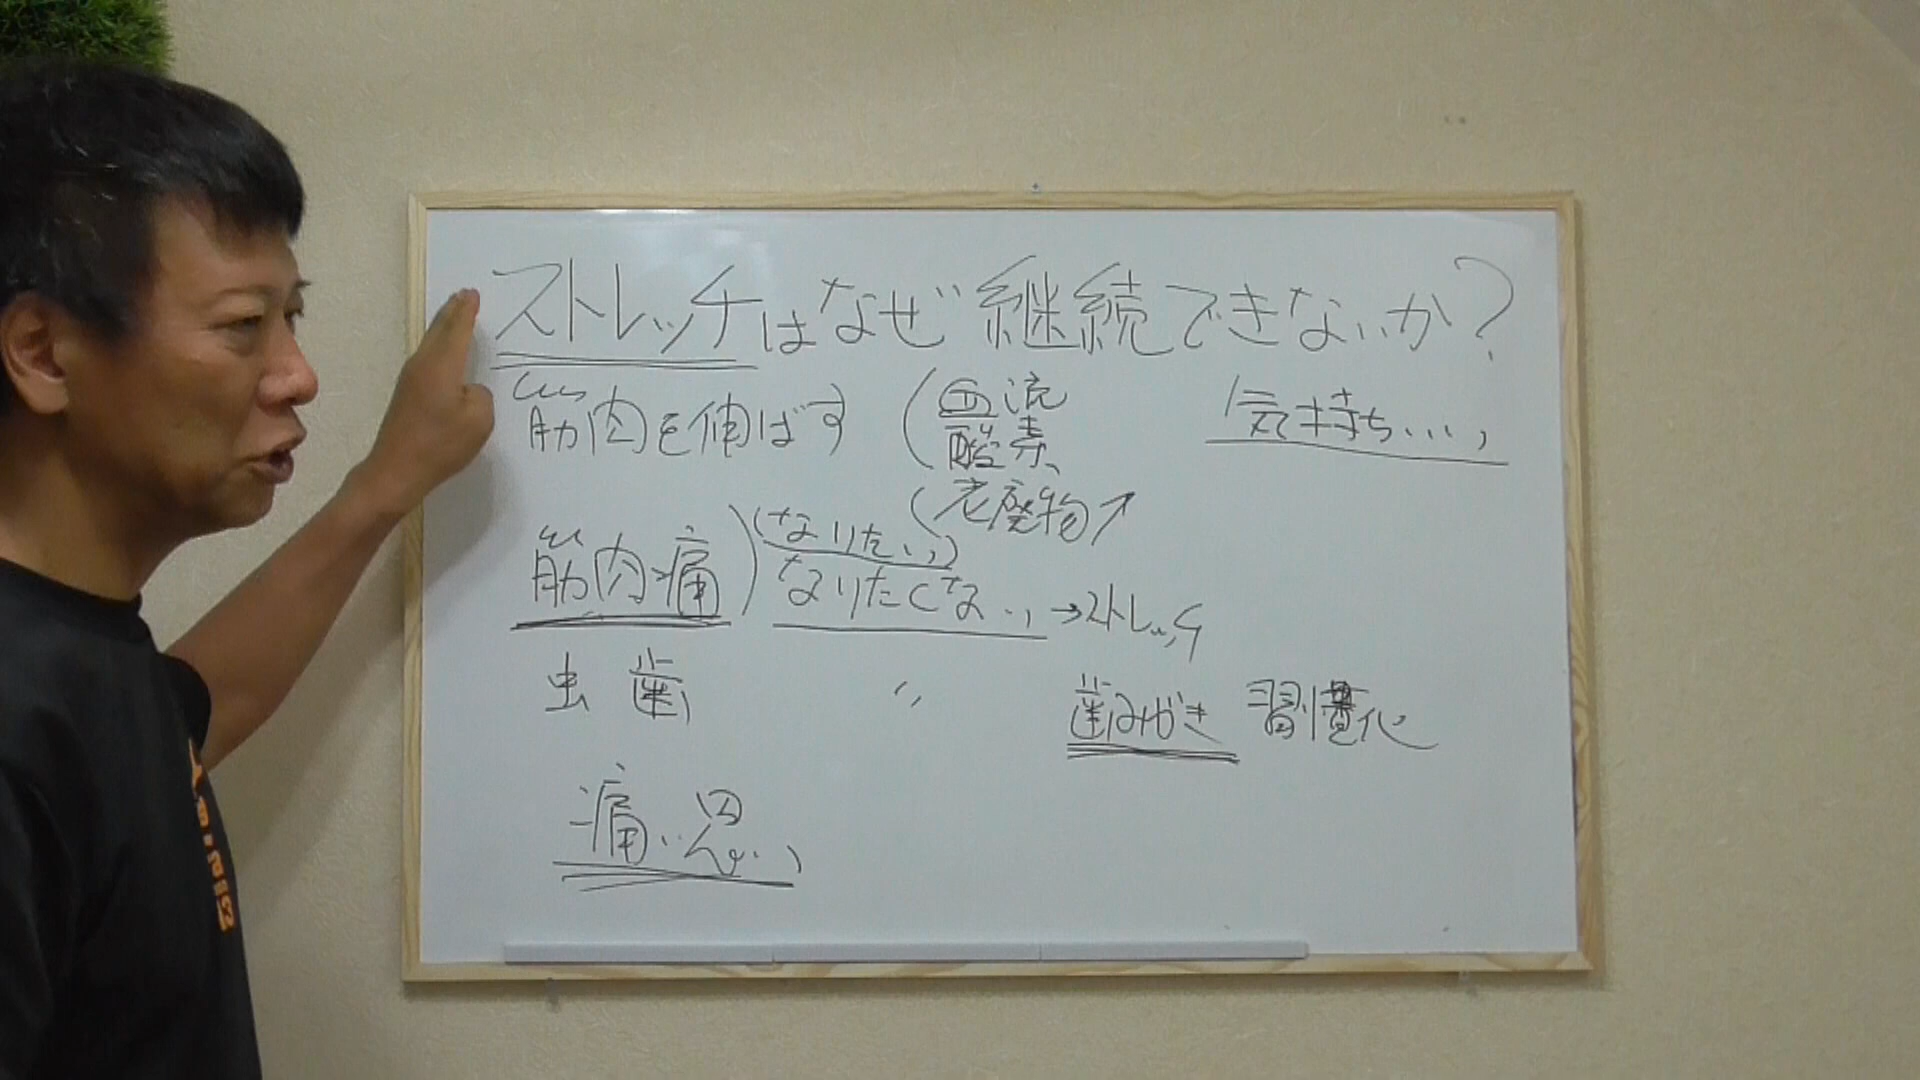 ストレッチはなぜ継続できないか?
筋肉を伸ばす (血流 気持ち...い
酸素
(老廃物↗
(なりたい)
筋肉痛) なりたくない→ストレッチ
虫歯 〃 歯みがき 習慣化
痛い思い